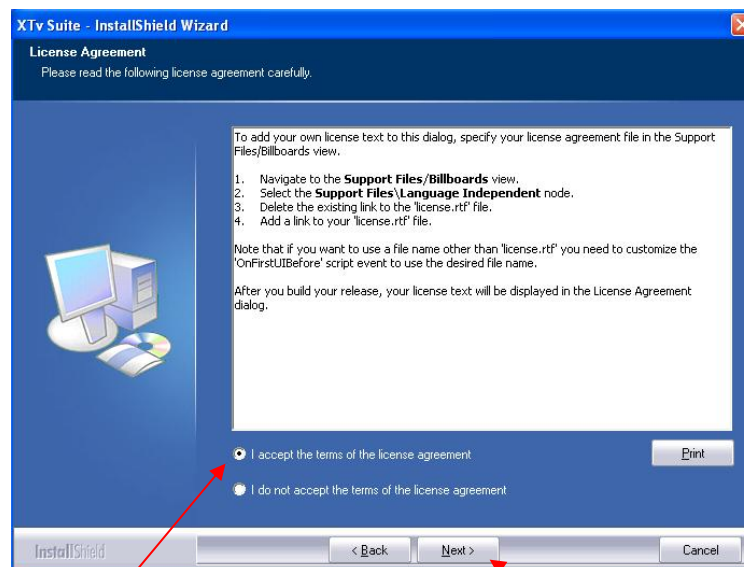 XTv Suite - InstallShield Wizard
License Agreement
Please read the following license agreement carefully.
To add your own license text to this dialog, specify your license agreement file in the Support
Files/Billboards view.
1. Navigate to the Support Files/Billboards view.
2. Select the Support Files\Language Independent node.
3. Delete the existing link to the 'license.rtf' file.
4. Add a link to your 'license.rtf' file.
Note that if you want to use a file name other than 'license.rtf' you need to customize the
'OnFirstUIBefore' script event to use the desired file name.
After you build your release, your license text will be displayed in the License Agreement
dialog.
I accept the terms of the license agreement
Print
I do not accept the terms of the license agreement
InstallShield
< Back
Next >
Cancel